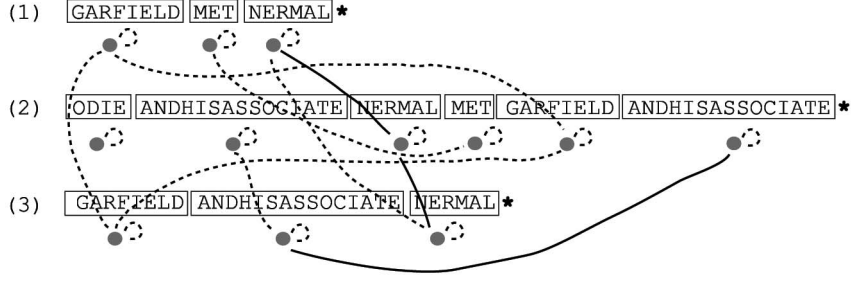 (1) GARFIELD MET NERMAL*
(2) ODIE ANDHISASSOCIATE NERMAL MET GARFIELD ANDHISASSOCIATE*
(3) GARFIELD ANDHISASSOCIATE NERMAL*